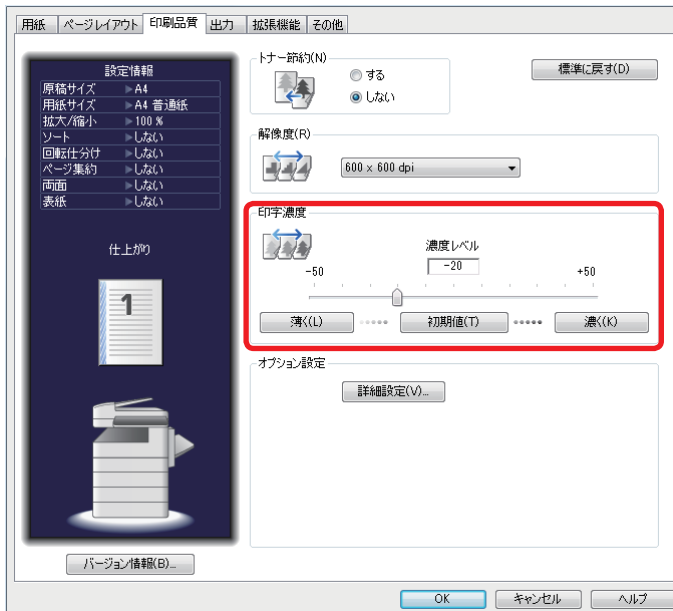 用紙 ページレイアウト 印刷品質 出力 拡張機能 その他
設定情報
原稿サイズ ▶A4
用紙サイズ ▶A4 普通紙
拡大/縮小 ▶100 %
ソート ▶しない
回転仕分け ▶しない
ページ集約 ▶しない
両面 ▶しない
表紙 ▶しない
仕上がり
1
バージョン情報(B)...
トナー節約(N)
する
しない
標準に戻す(D)
解像度(R)
600 x 600 dpi
印字濃度
濃度レベル
-50 -20 +50
薄く(L) 初期値(T) 濃く(K)
オプション設定
詳細設定(V)...
OK キャンセル ヘルプ